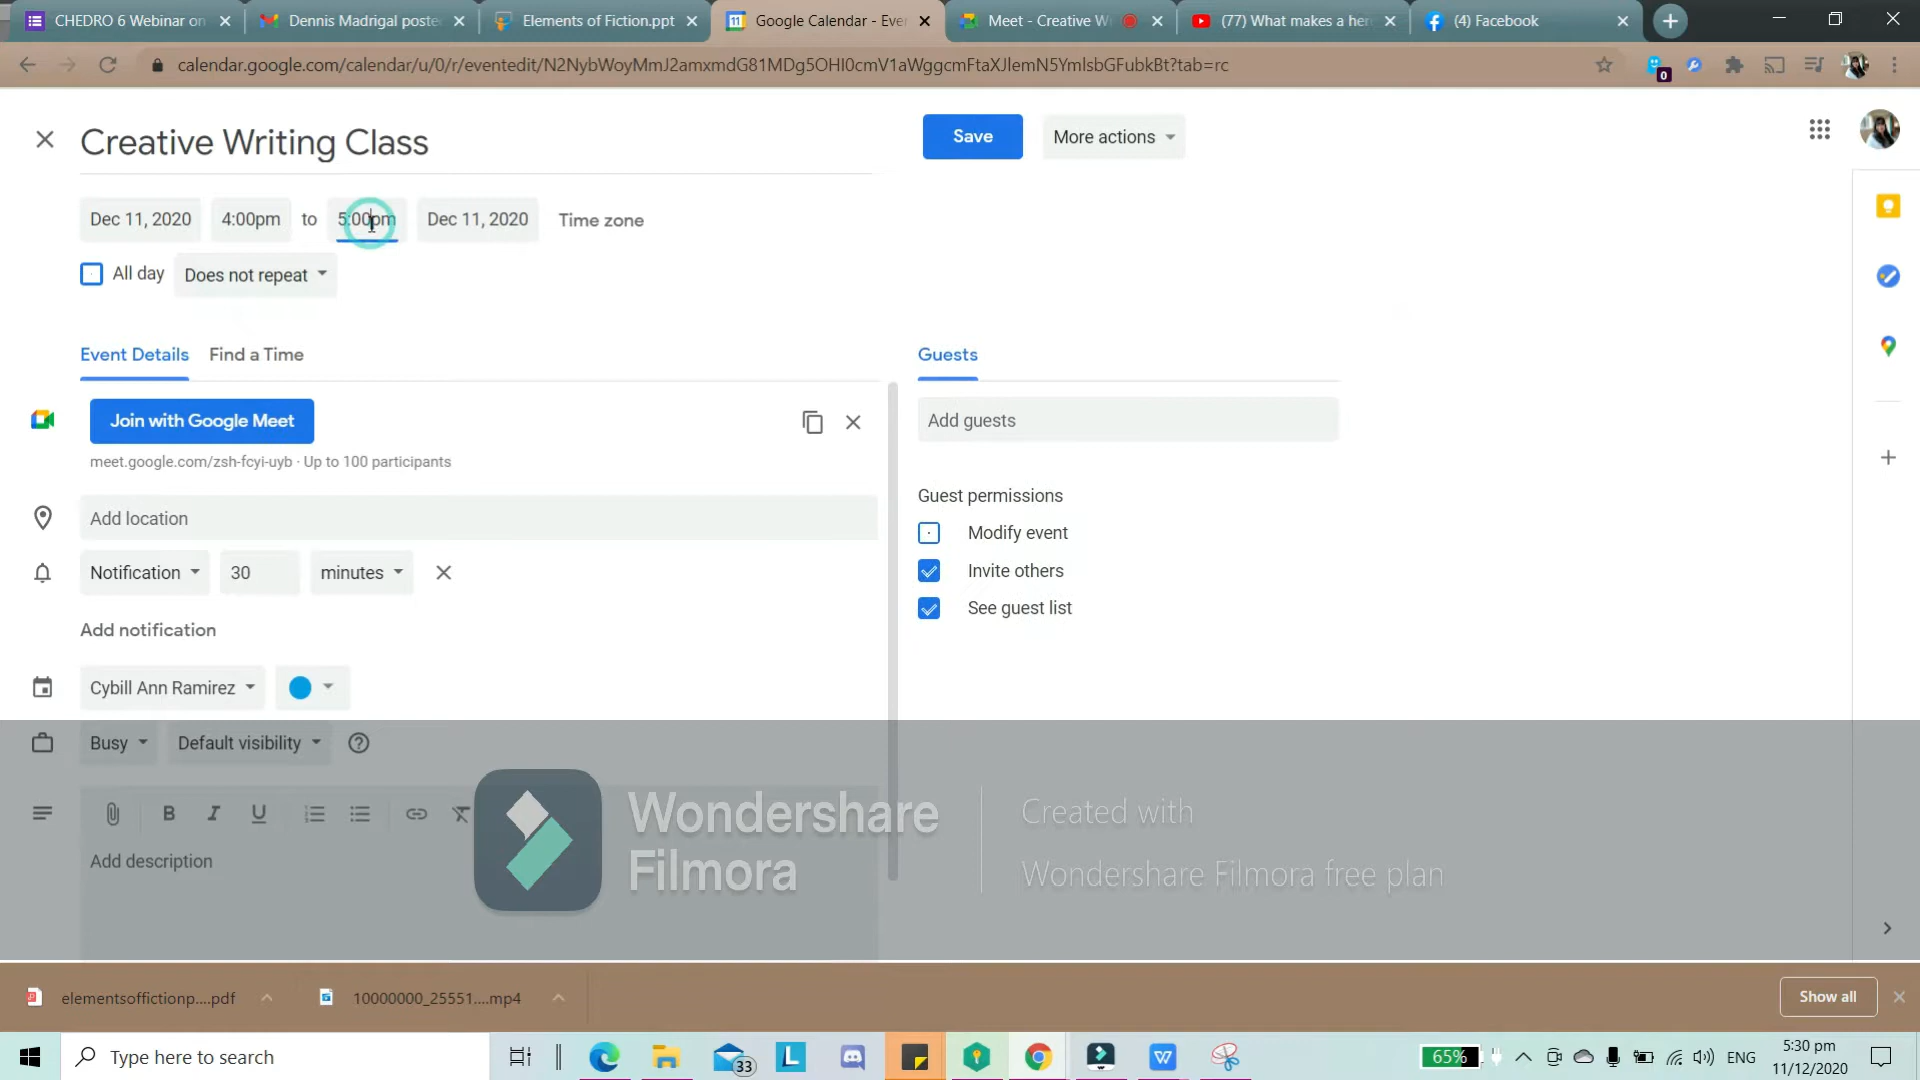 CHEDRO 6 Webinar on
Dennis Madrigal poste
Elements of Fiction.ppt
Google Calendar - Eve
Meet - Creative W
(77) What makes a her
(4) Facebook
calendar.google.com/calendar/u/0/r/eventedit/N2NybWoyMmJ2amxmdG81MDg5OHI0cmV1aWggcmFtaXJlemN5YmlsbGFubkBt?tab=rc
0
Creative Writing Class
Save
More actions
Dec 11, 2020 4:00pm to 5:00pm Dec 11, 2020 Time zone
All day Does not repeat
Event Details Find a Time
Guests
Join with Google Meet
Add guests
meet.google.com/zsh-fcyi-uyb · Up to 100 participants
Guest permissions
Add location
Modify event
Notification 30 minutes
Invite others
See guest list
Add notification
Cybill Ann Ramirez
Busy Default visibility
Wondershare
Filmora
Created with
Wondershare Filmora free plan
Add description
elementsoffictionp....pdf
10000000_25551....mp4
Show all
Type here to search
33
65%
ENG
5:30 pm
11/12/2020